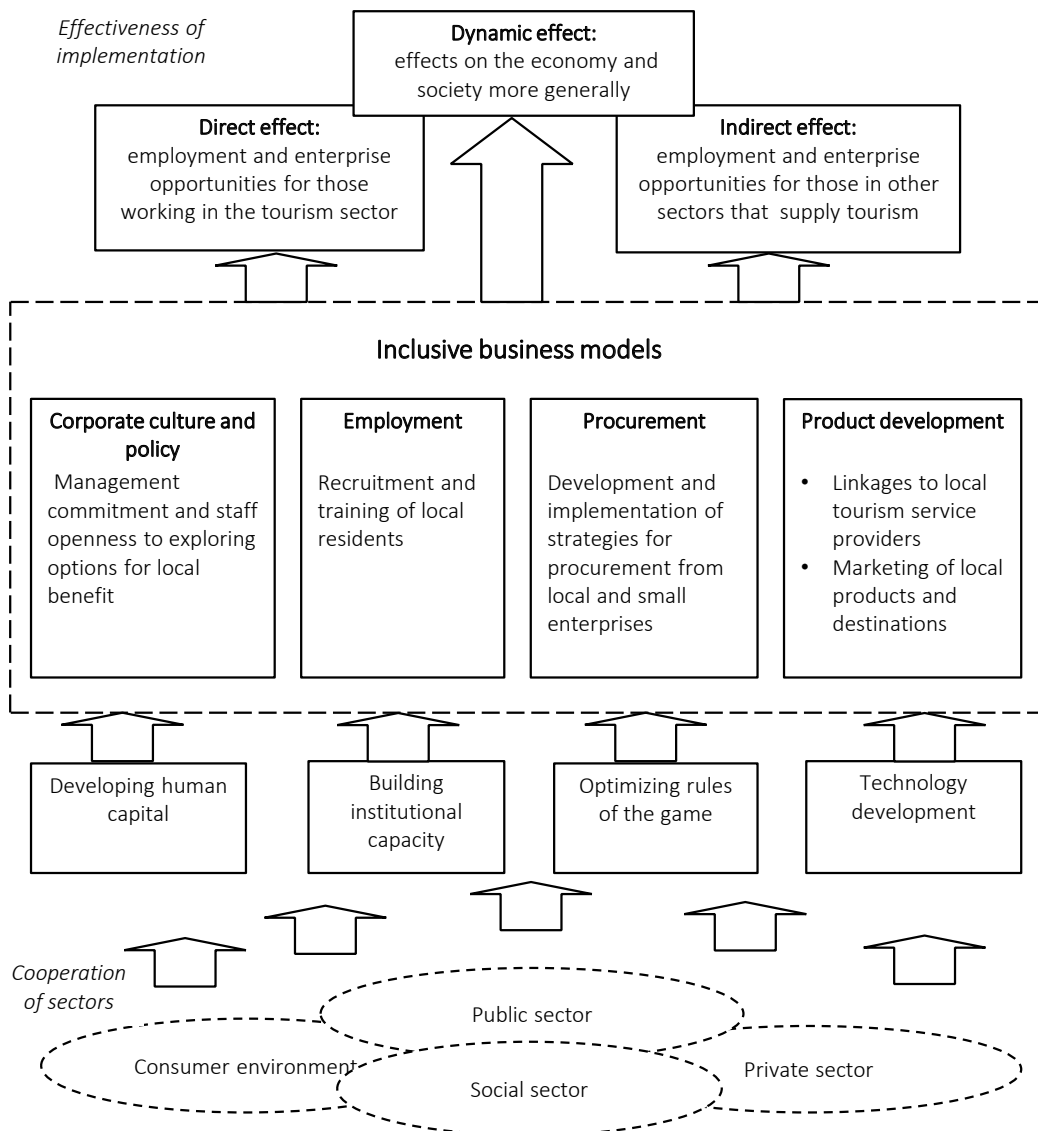 Effectiveness of
implementation
Dynamic effect:
effects on the economy and
society more generally
Direct effect:
employment and enterprise
opportunities for those
working in the tourism sector
Indirect effect:
employment and enterprise
opportunities for those in other
sectors that supply tourism
Inclusive business models
Corporate culture and
policy
Management
commitment and staff
openness to exploring
options for local
benefit
Employment
Recruitment and
training of local
residents
Procurement
Development and
implementation of
strategies for
procurement from
local and small
enterprises
Product development
• Linkages to local
tourism service
providers
• Marketing of local
products and
destinations
Developing human
capital
Building
institutional
capacity
Optimizing rules
of the game
Technology
development
Cooperation
of sectors
Public sector
Consumer environment
Private sector
Social sector